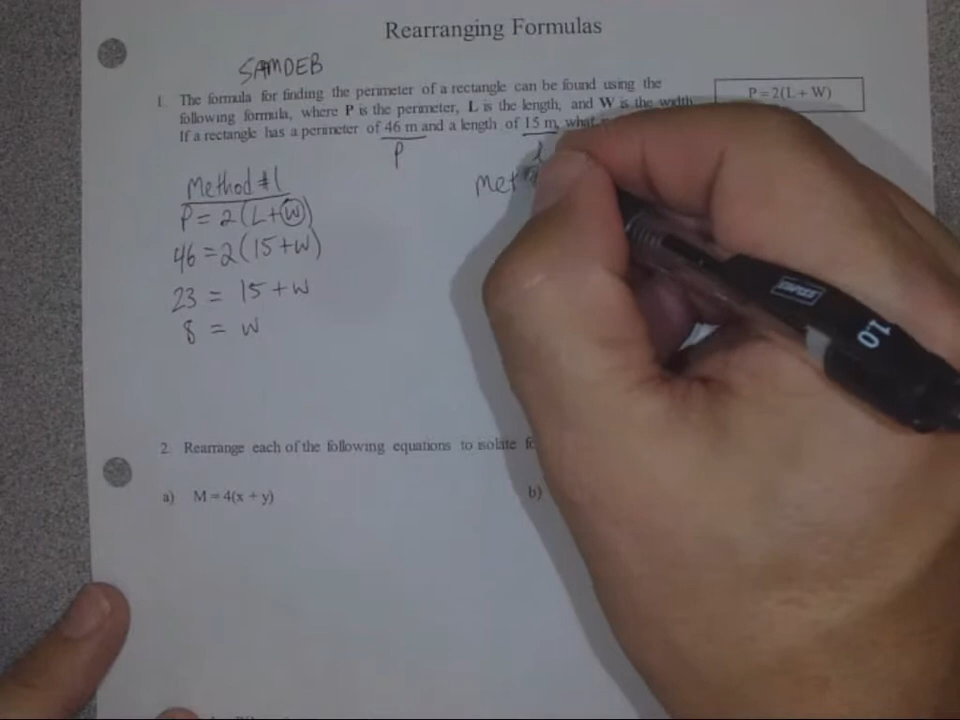 Rearranging Formulas
SAMDEB
1. The formula for finding the perimeter of a rectangle can be found using the
following formula, where P is the perimeter, L is the length, and W is the width.
If a rectangle has a perimeter of 46 m and a length of 15 m, what
P = 2(L + W)
P
l
Method #1
P = 2(L+W)
46 = 2(15+W)
23 = 15+W
8 = W
Met
2. Rearrange each of the following equations to isolate
a) M = 4(x + y)
b)
1.0